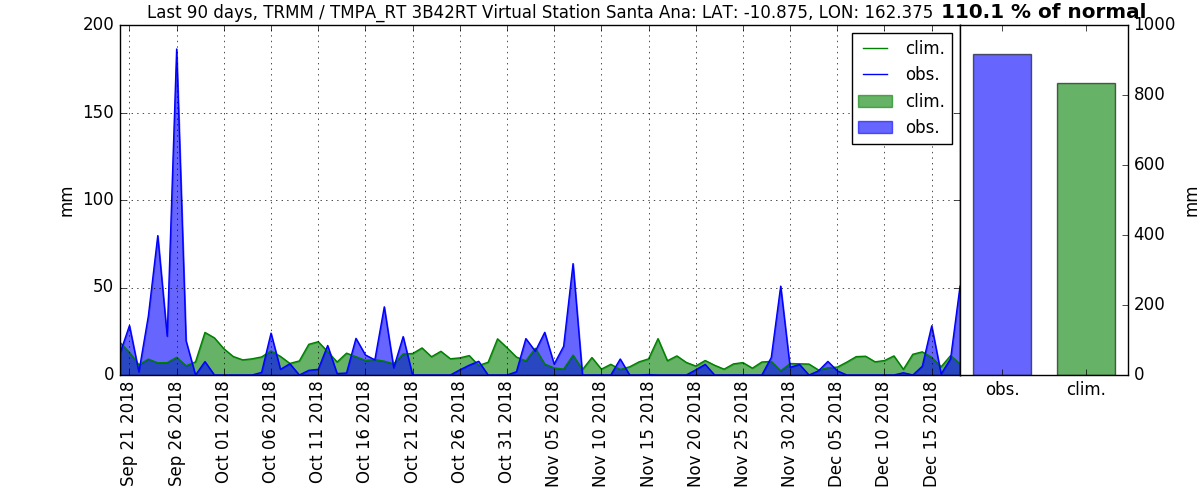 Last 90 days, TRMM / TMPA_RT 3B42RT Virtual Station Santa Ana: LAT: -10.875, LON: 162.375 110.1 % of normal
200
150
100
50
0
mm
clim.
obs.
clim.
obs.
1000
800
600
400
200
0
mm
obs.
clim.
Sep 21 2018
Sep 26 2018
Oct 01 2018
Oct 06 2018
Oct 11 2018
Oct 16 2018
Oct 21 2018
Oct 26 2018
Oct 31 2018
Nov 05 2018
Nov 10 2018
Nov 15 2018
Nov 20 2018
Nov 25 2018
Nov 30 2018
Dec 05 2018
Dec 10 2018
Dec 15 2018